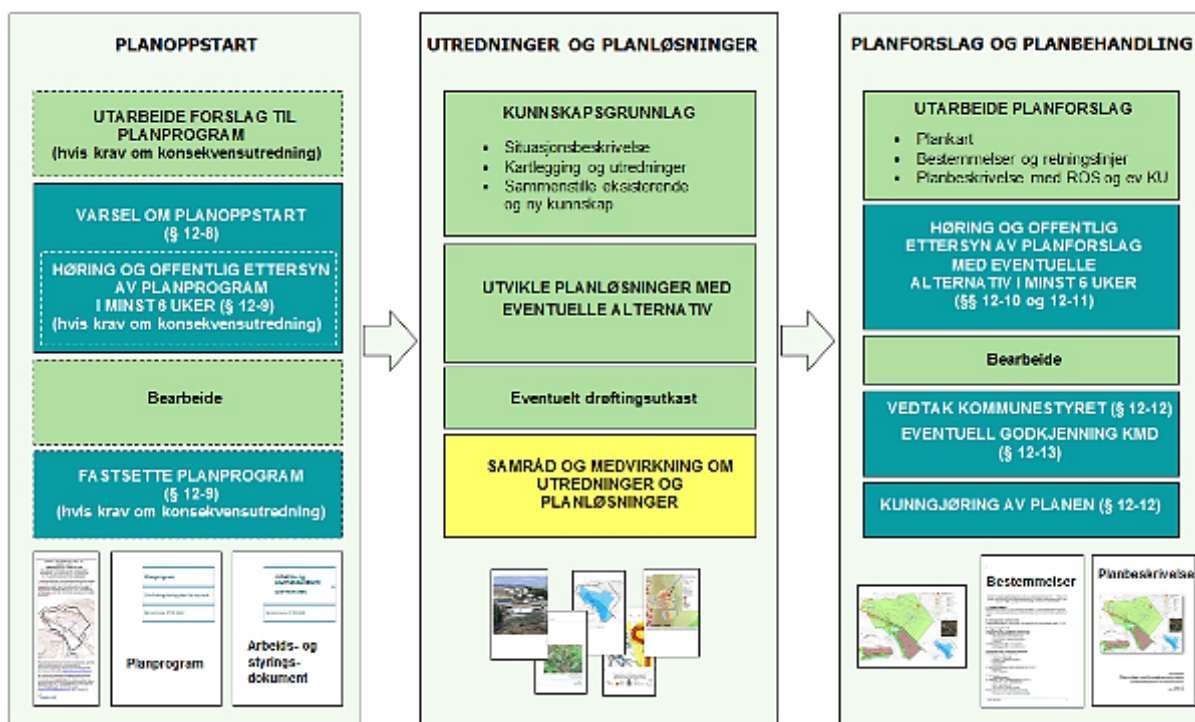 PLANOPPSTART
UTARBEIDE FORSLAG TIL
PLANPROGRAM
(hvis krav om konsekvensutredning)
VARSEL OM PLANOPPSTART
(§ 12-8)
HØRING OG OFFENTLIG ETTERSYN
AV PLANPROGRAM
I MINST 6 UKER (§ 12-9)
(hvis krav om konsekvensutredning)
Bearbeide
FASTSETTE PLANPROGRAM
(§ 12-9)
(hvis krav om konsekvensutredning)
Planprogram
Planprogram
Arbeids- og
styrings-
dokument
UTREDNINGER OG PLANLØSNINGER
KUNNSKAPSGRUNNLAG
• Situasjonsbeskrivelse
• Kartlegging og utredninger
• Sammenstille eksisterende
og ny kunnskap
UTVIKLE PLANLØSNINGER MED
EVENTUELLE ALTERNATIV
Eventuelt drøftingsutkast
SAMRÅD OG MEDVIRKNING OM
UTREDNINGER OG
PLANLØSNINGER
PLANFORSLAG OG PLANBEHANDLING
UTARBEIDE PLANFORSLAG
• Plankart
• Bestemmelser og retningslinjer
• Planbeskrivelse med ROS og ev KU
HØRING OG OFFENTLIG
ETTERSYN AV PLANFORSLAG
MED EVENTUELLE
ALTERNATIV I MINST 6 UKER
(§§ 12-10 og 12-11)
Bearbeide
VEDTAK KOMMUNESTYRET (§ 12-12)
EVENTUELL GODKJENNING KMD
(§ 12-13)
KUNNGJØRING AV PLANEN (§ 12-12)
Bestemmelser
Planbeskrivelse